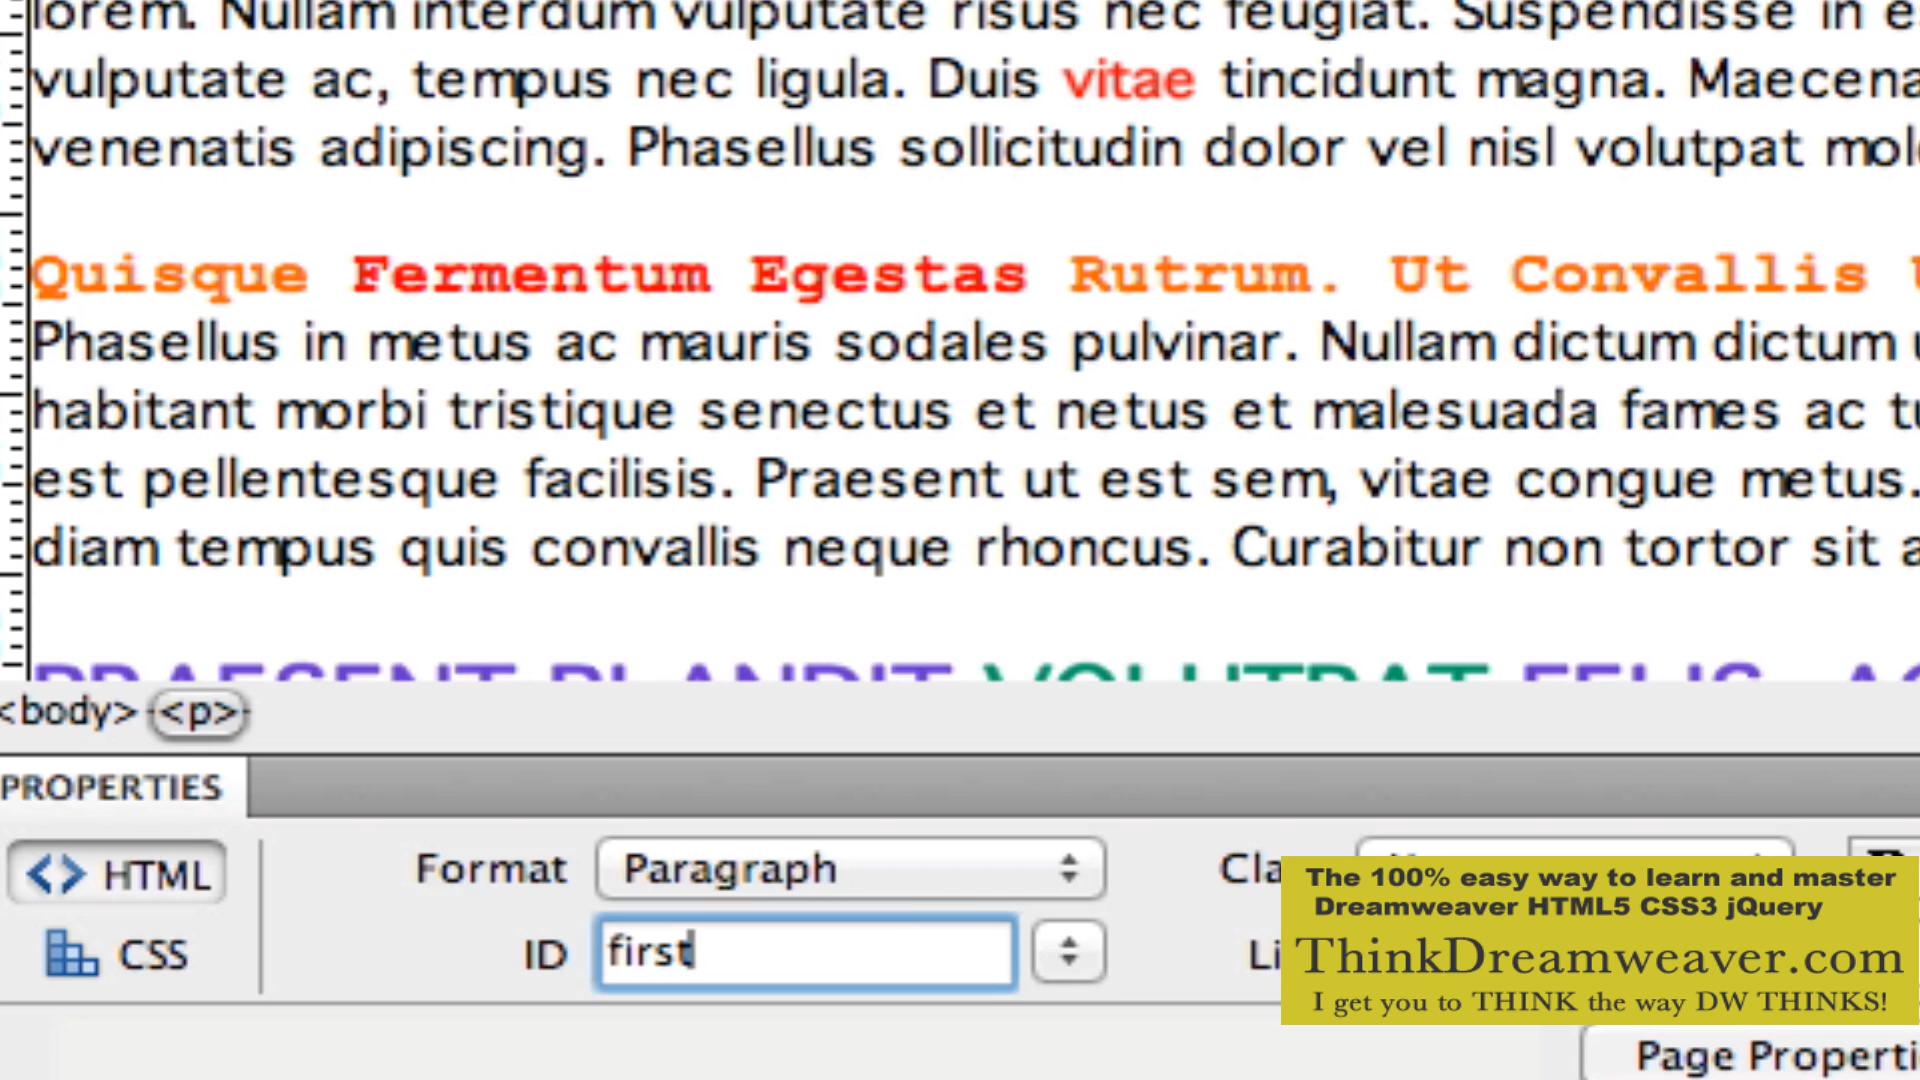 lorem. Nullam interdum vulputate risus nec feugiat. Suspendisse in
vulputate ac, tempus nec ligula. Duis vitae tincidunt magna.
venenatis adipiscing. Phasellus sollicitudin dolor vel nisl volutpat
Quisque Fermentum Egestas Rutrum. Ut Convallis
Phasellus in metus ac mauris sodales pulvinar. Nullam dictum dictum
habitant morbi tristique senectus et netus et malesuada fames ac
est pellentesque facilisis. Praesent ut est sem, vitae congue metus.
diam tempus quis convallis neque rhoncus. Curabitur non tortor sit
PRAESENT BLANDIT VOLUTPAT FELIS, AC
<body> <p>
PROPERTIES
HTML
Format Paragraph
CSS
ID first
The 100% easy way to learn and master
Dreamweaver HTML5 CSS3 jQuery
ThinkDreamweaver.com
I get you to THINK the way DW THINKS!
Page